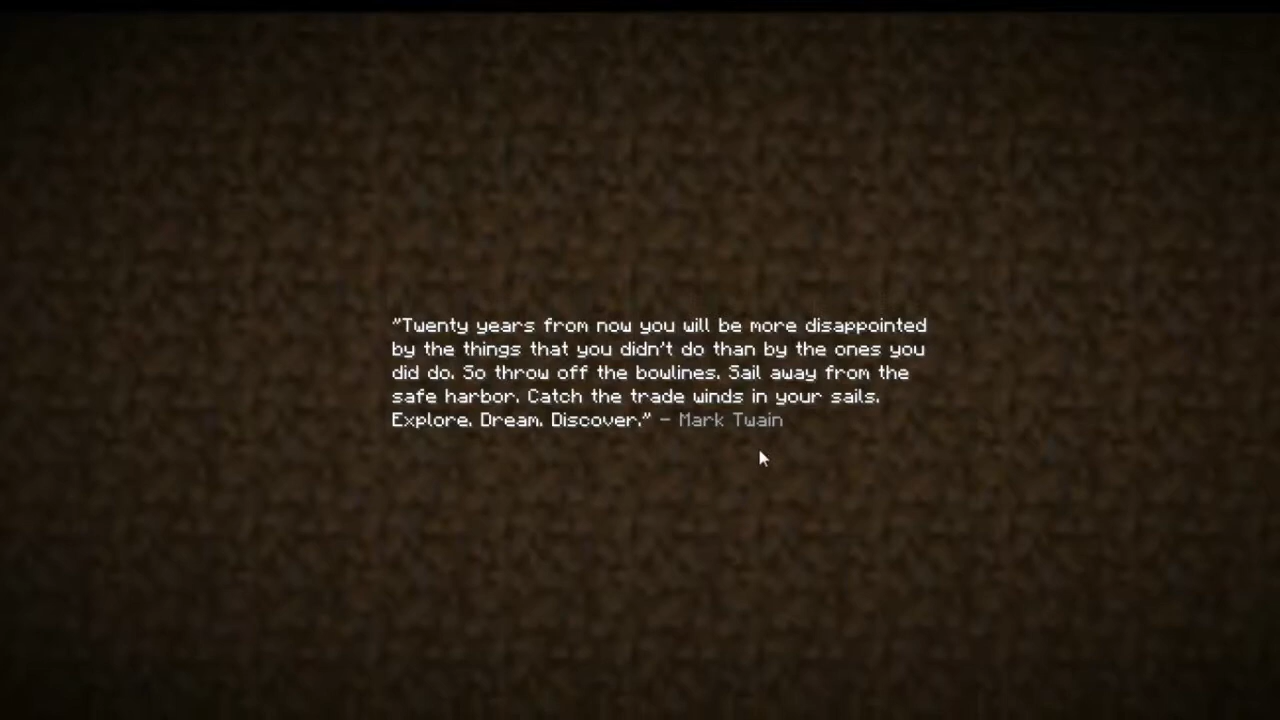 "Twenty years from now you will be more disappointed
by the things that you didn't do than by the ones you
did do. So throw off the bowlines. Sail away from the
safe harbor. Catch the trade winds in your sails.
Explore. Dream. Discover." - Mark Twain